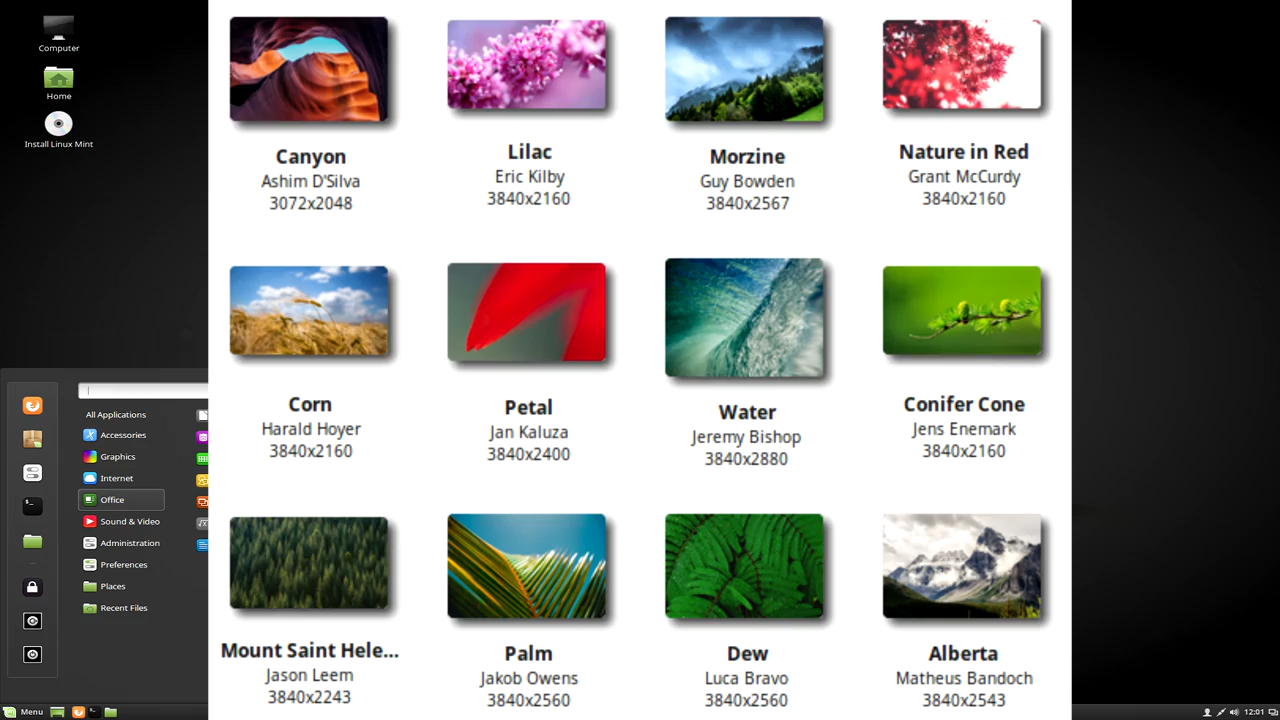 Computer
Home
Install Linux Mint
Canyon
Ashim D'Silva
3072x2048
Lilac
Eric Kilby
3840x2160
Morzine
Guy Bowden
3840x2567
Nature in Red
Grant McCurdy
3840x2160
Corn
Harald Hoyer
3840x2160
Petal
Jan Kaluza
3840x2400
Water
Jeremy Bishop
3840x2880
Conifer Cone
Jens Enemark
3840x2160
Mount Saint Hele...
Jason Leem
3840x2243
Palm
Jakob Owens
3840x2560
Dew
Luca Bravo
3840x2560
Alberta
Matheus Bandoch
3840x2543
All Applications
Accessories
Graphics
Internet
Office
Sound & Video
Administration
Preferences
Places
Recent Files
Menu
12:01